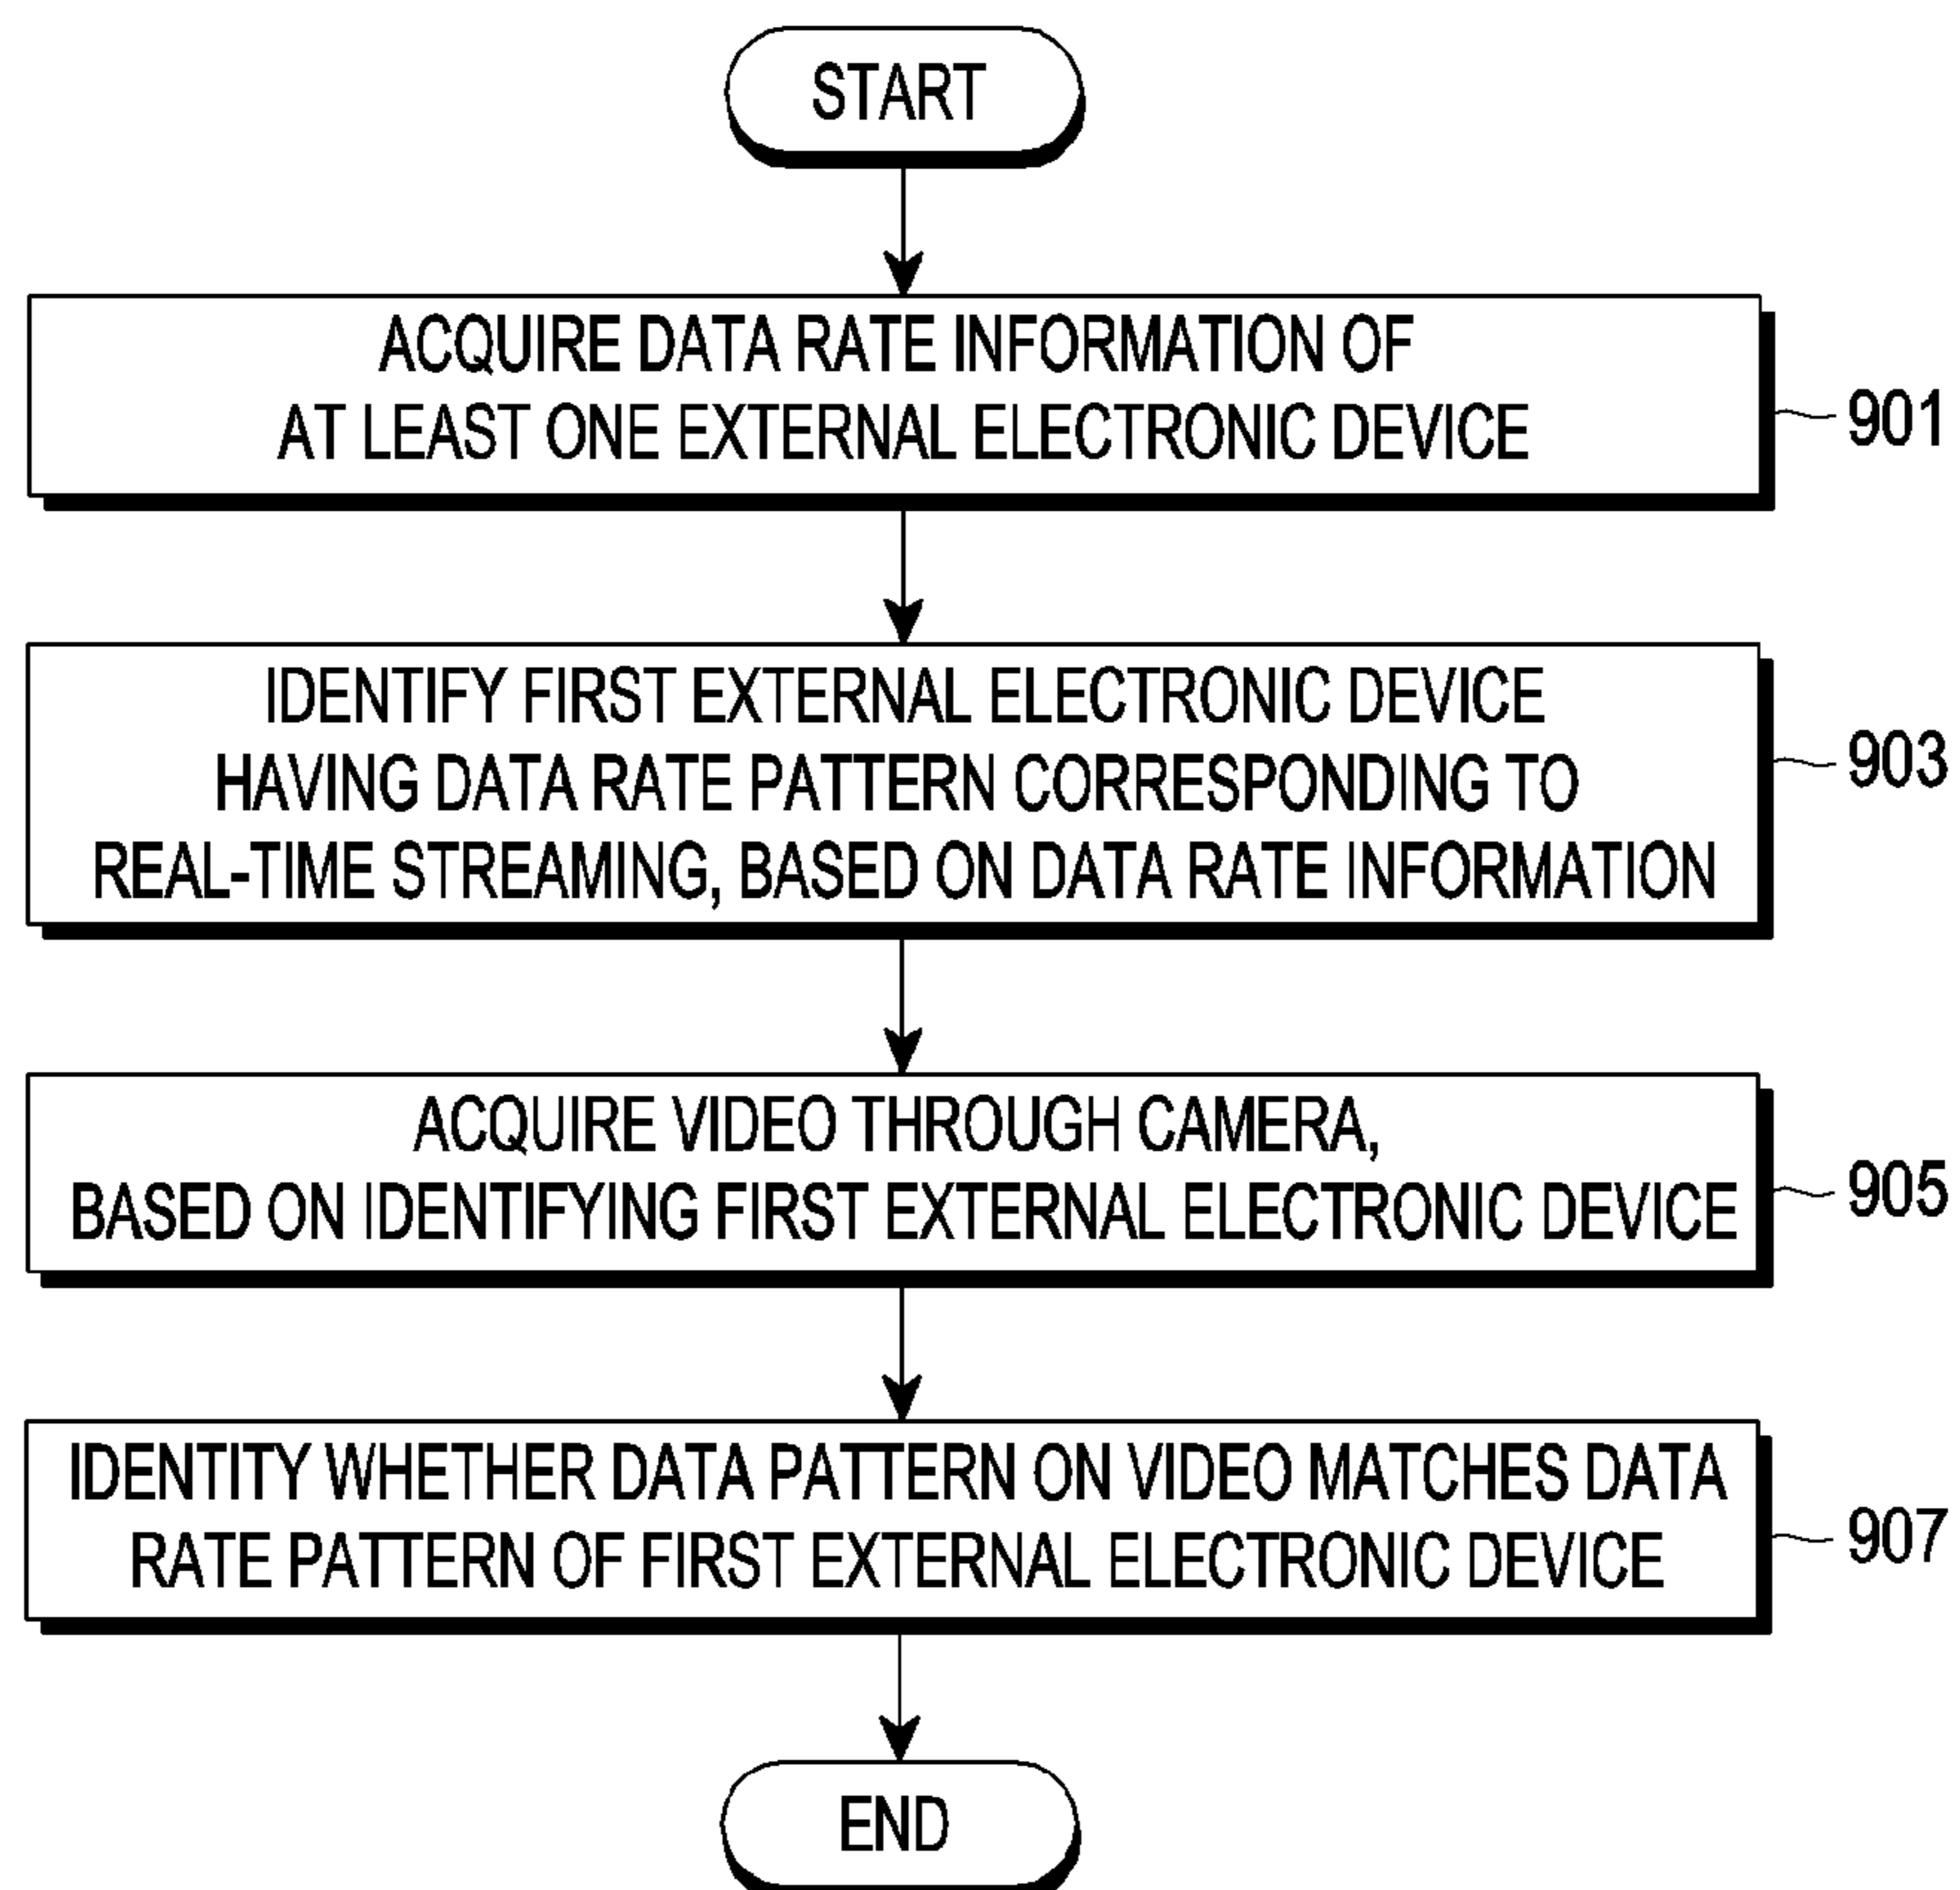 START
ACQUIRE DATA RATE INFORMATION OF
AT LEAST ONE EXTERNAL ELECTRONIC DEVICE
901
IDENTIFY FIRST EXTERNAL ELECTRONIC DEVICE
HAVING DATA RATE PATTERN CORRESPONDING TO
REAL-TIME STREAMING, BASED ON DATA RATE INFORMATION
903
ACQUIRE VIDEO THROUGH CAMERA,
BASED ON IDENTIFYING FIRST EXTERNAL ELECTRONIC DEVICE
905
IDENTITY WHETHER DATA PATTERN ON VIDEO MATCHES DATA
RATE PATTERN OF FIRST EXTERNAL ELECTRONIC DEVICE
907
END